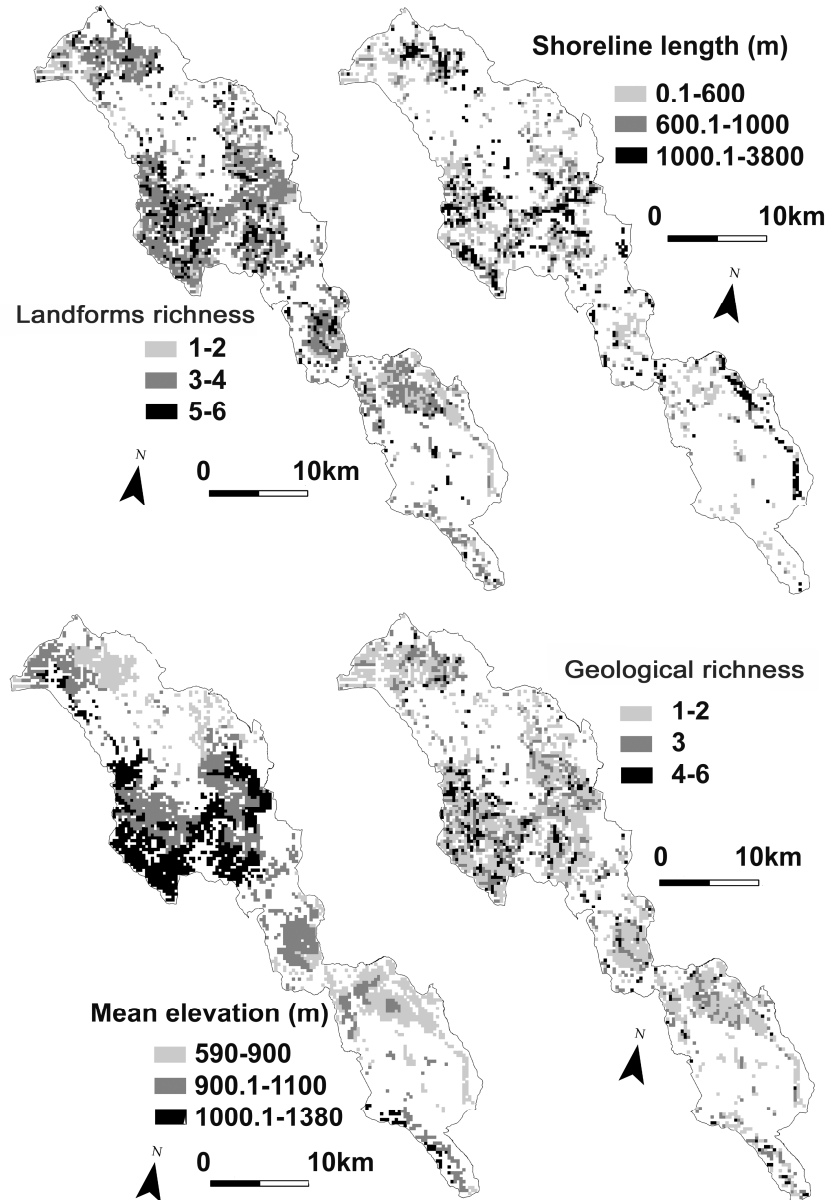 Shoreline length (m)
0.1-600
600.1-1000
1000.1-3800
0 10km
N
Landforms richness
1-2
3-4
5-6
N
0 10km
Geological richness
1-2
3
4-6
0 10km
N
Mean elevation (m)
590-900
900.1-1100
1000.1-1380
N
0 10km